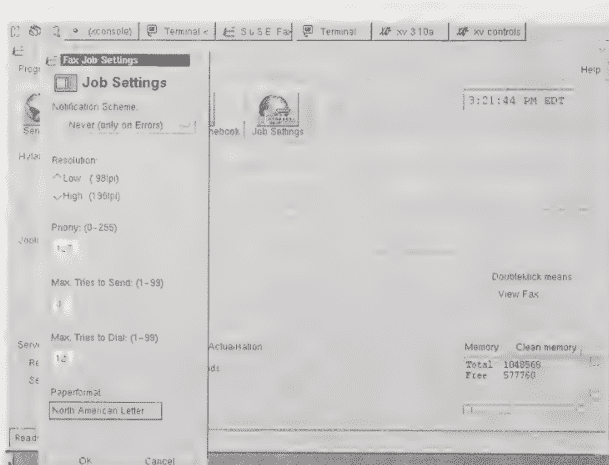 (xconsole) Terminal < SuSE Fax Terminal xv 3.10a xv controls
Fax Job Settings
Help
Job Settings
3:21:44 PM EDT
Notification Scheme:
Never (only on Errors)
Job Settings
Resolution:
Low ( 98lpi)
High (196lpi)
Priority: (0-255)
Max. Tries to Send: (1-99)
Doubleklick means
View Fax
Max. Tries to Dial: (1-99)
12
Actualisation
Memory Clean memory
Total 1048568
Free 577760
Paperformat
North American Letter
Ok Cancel